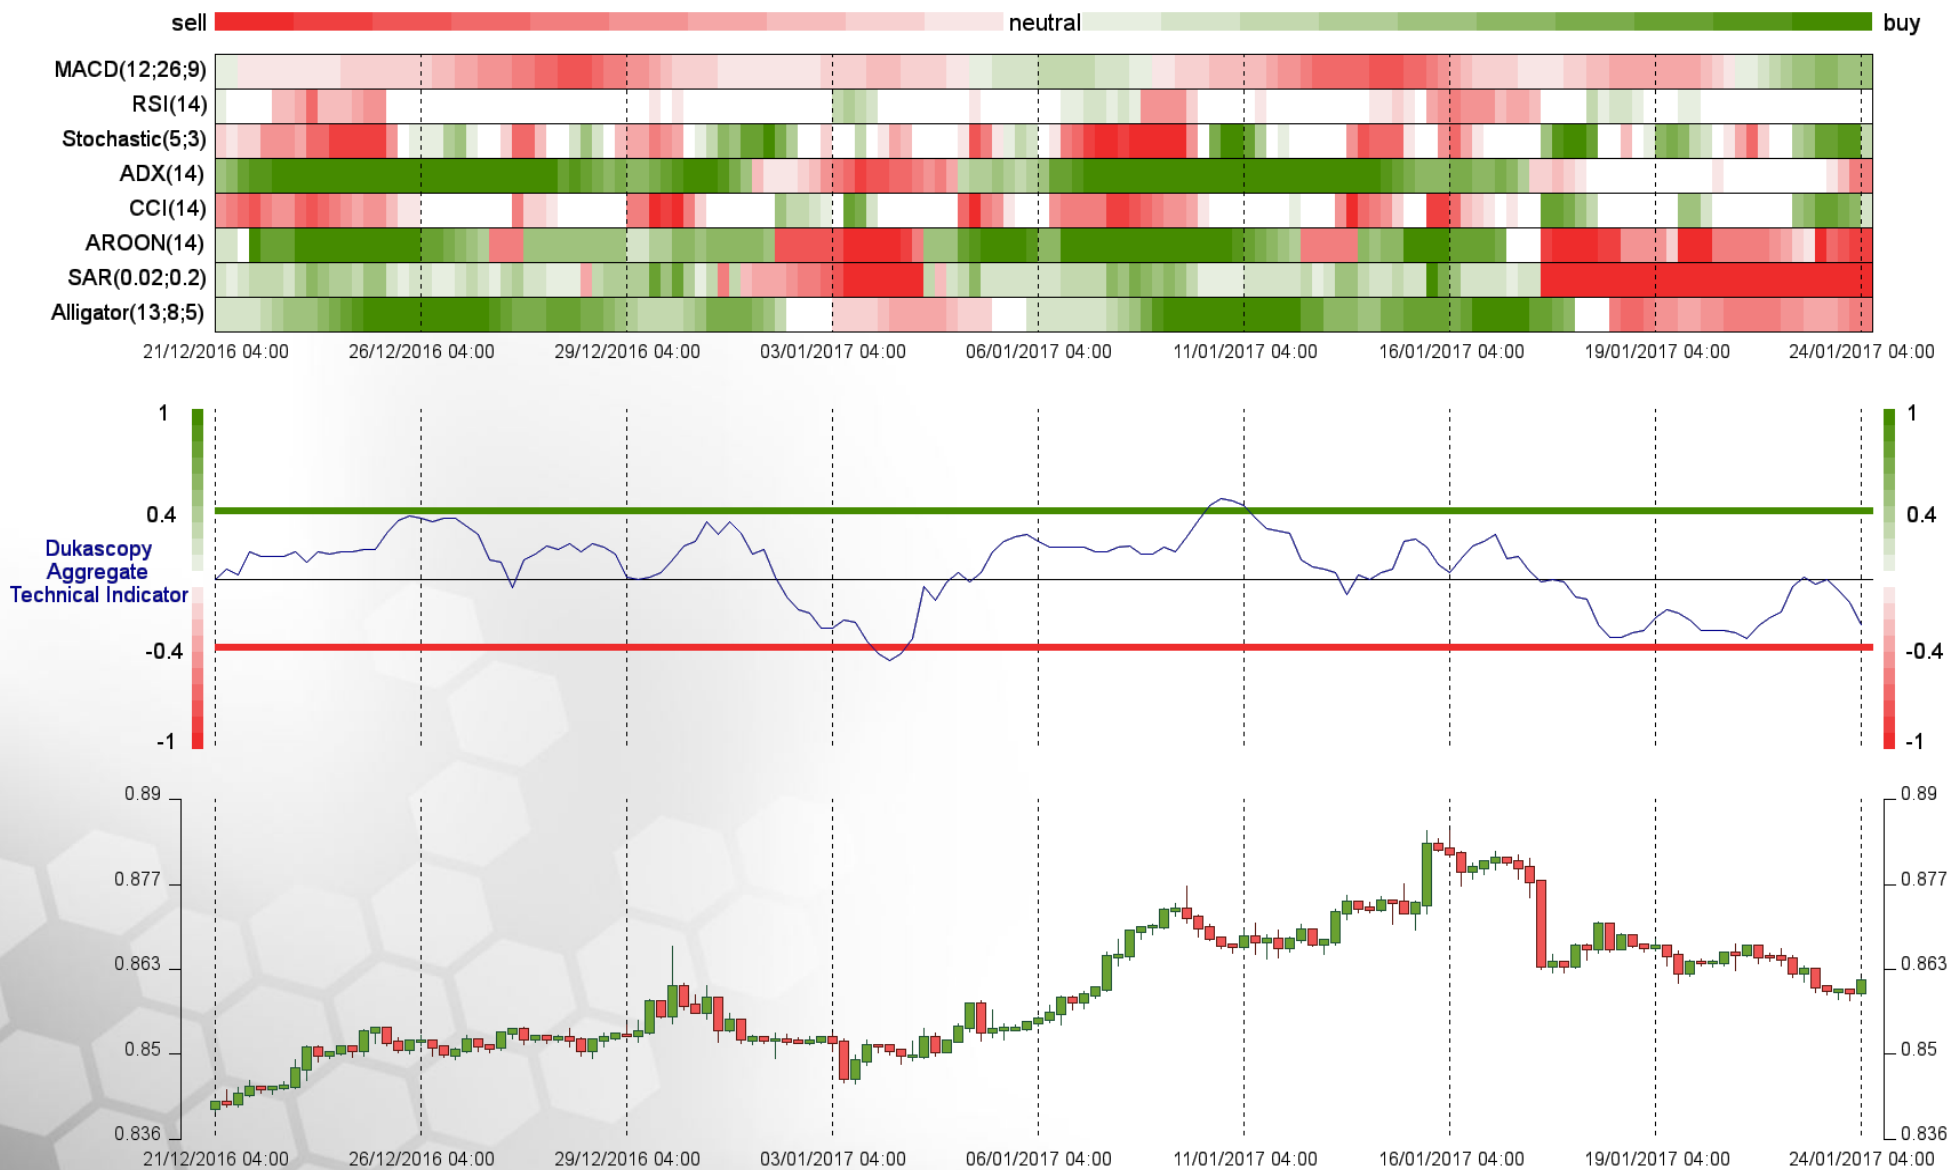 sell neutral buy
MACD(12;26;9)
RSI(14)
Stochastic(5;3)
ADX(14)
CCI(14)
AROON(14)
SAR(0.02;0.2)
Alligator(13;8;5)
21/12/2016 04:00 26/12/2016 04:00 29/12/2016 04:00 03/01/2017 04:00 06/01/2017 04:00 11/01/2017 04:00 16/01/2017 04:00 19/01/2017 04:00 24/01/2017 04:00
1 1
0.4 0.4
Dukascopy
Aggregate
Technical Indicator
-0.4 -0.4
-1 -1
0.89 0.89
0.877 0.877
0.863 0.863
0.85 0.85
0.836 0.836
21/12/2016 04:00 26/12/2016 04:00 29/12/2016 04:00 03/01/2017 04:00 06/01/2017 04:00 11/01/2017 04:00 16/01/2017 04:00 19/01/2017 04:00 24/01/2017 04:00